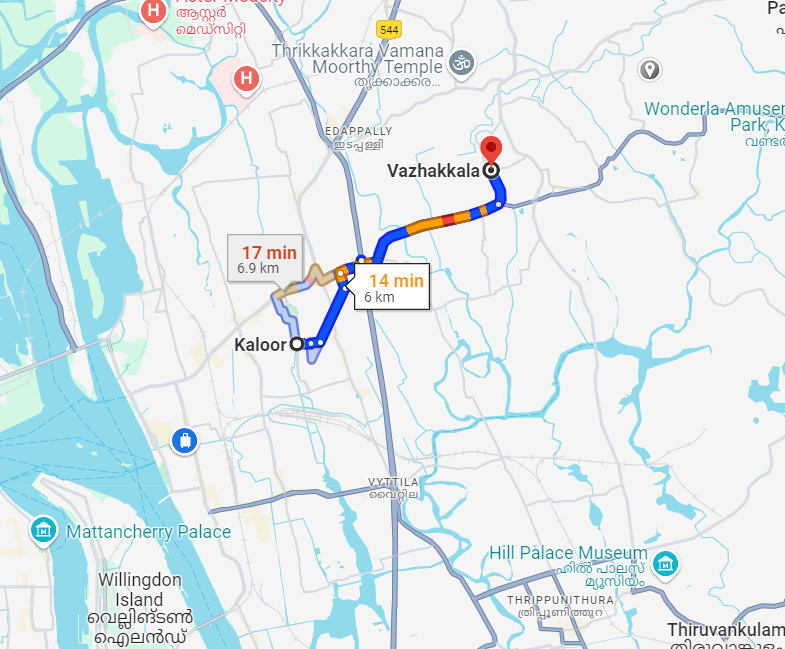 Aster Medcity
ആസ്റ്റർ
മെഡ്സിറ്റി
544
Thrikkakkara Vamana
Moorthy Temple
തൃക്കാക്കര...
Wonderla Amuse
Park, K
വണ്ടർ
EDAPPALLY
ഇടപ്പള്ളി
Vazhakkala
17 min
6.9 km
14 min
6 km
Kaloor
VYTTILA
വൈറ്റില
Mattancherry Palace
Willingdon
Island
വെല്ലിങ്ടൺ
ഐലൻഡ്
Hill Palace Museum
ഹിൽ പാലസ്
മ്യൂസിയം
THRIPPUNITHURA
തൃപ്പൂണിത്തുറ
Thiruvankulam